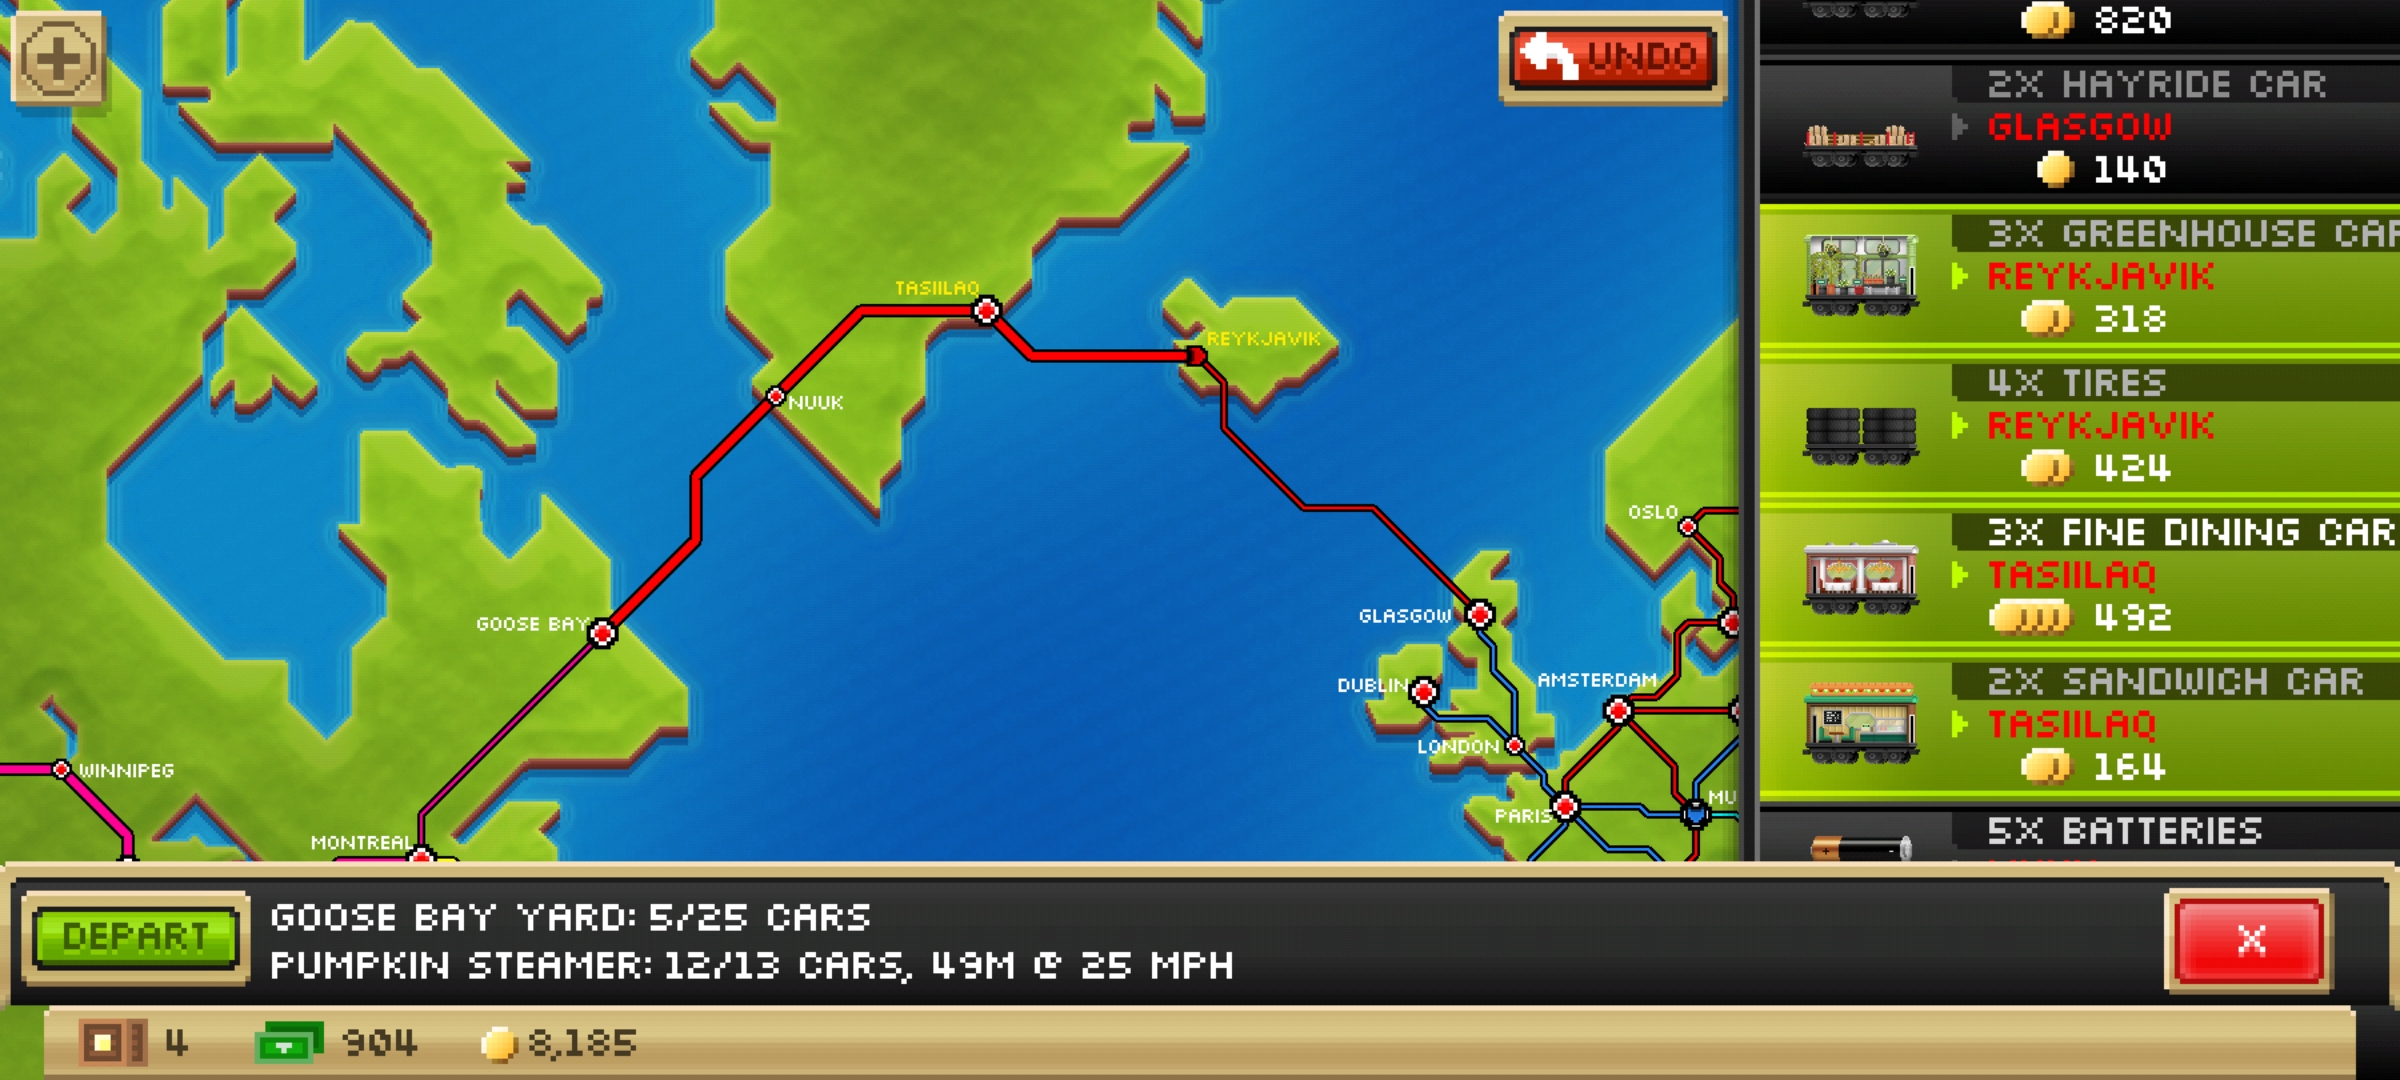 UNDO
TASIILAQ
REYKJAVIK
NUUK
OSLO
GOOSE BAY
GLASGOW
DUBLIN
AMSTERDAM
LONDON
WINNIPEG
MU
PARIS
MONTREAL
820
2X HAYRIDE CAR
GLASGOW
140
3X GREENHOUSE CAR
REYKJAVIK
318
4X TIRES
REYKJAVIK
424
3X FINE DINING CAR
TASIILAQ
492
2X SANDWICH CAR
TASIILAQ
164
5X BATTERIES
DEPART
GOOSE BAY YARD: 5/25 CARS
PUMPKIN STEAMER: 12/13 CARS, 49M @ 25 MPH
X
4
904
8,185